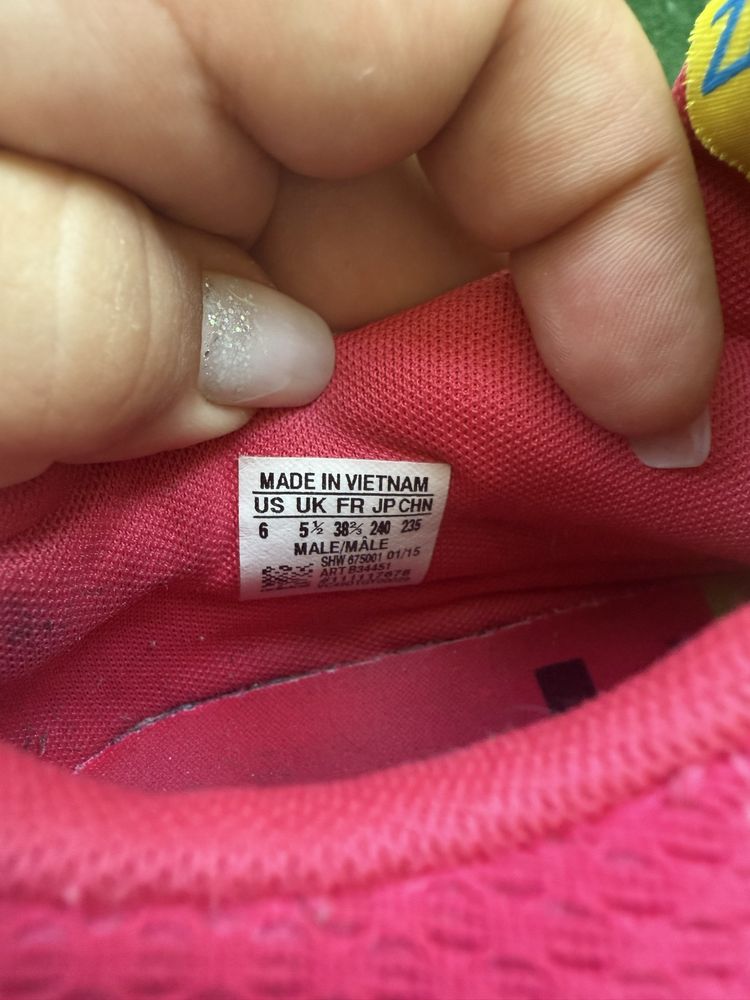 MADE IN VIETNAM
US UK FR JP CHN
6 5½ 38⅔ 240 235
MALE/MÂLE
SHW 675001 01/15
ART B34451